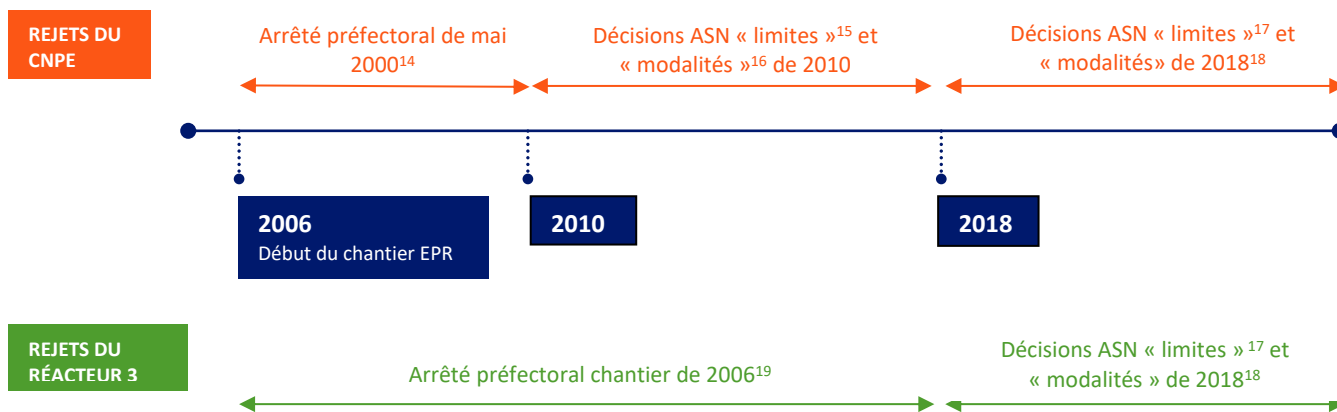 REJETS DU
CNPE
Arrêté préfectoral de mai
2000¹⁴
Décisions ASN « limites »¹⁵ et
« modalités »¹⁶ de 2010
Décisions ASN « limites »¹⁷ et
« modalités» de 2018¹⁸
2006
Début du chantier EPR
2010
2018
REJETS DU
RÉACTEUR 3
Arrêté préfectoral chantier de 2006¹⁹
Décisions ASN « limites » ¹⁷ et
« modalités » de 2018¹⁸